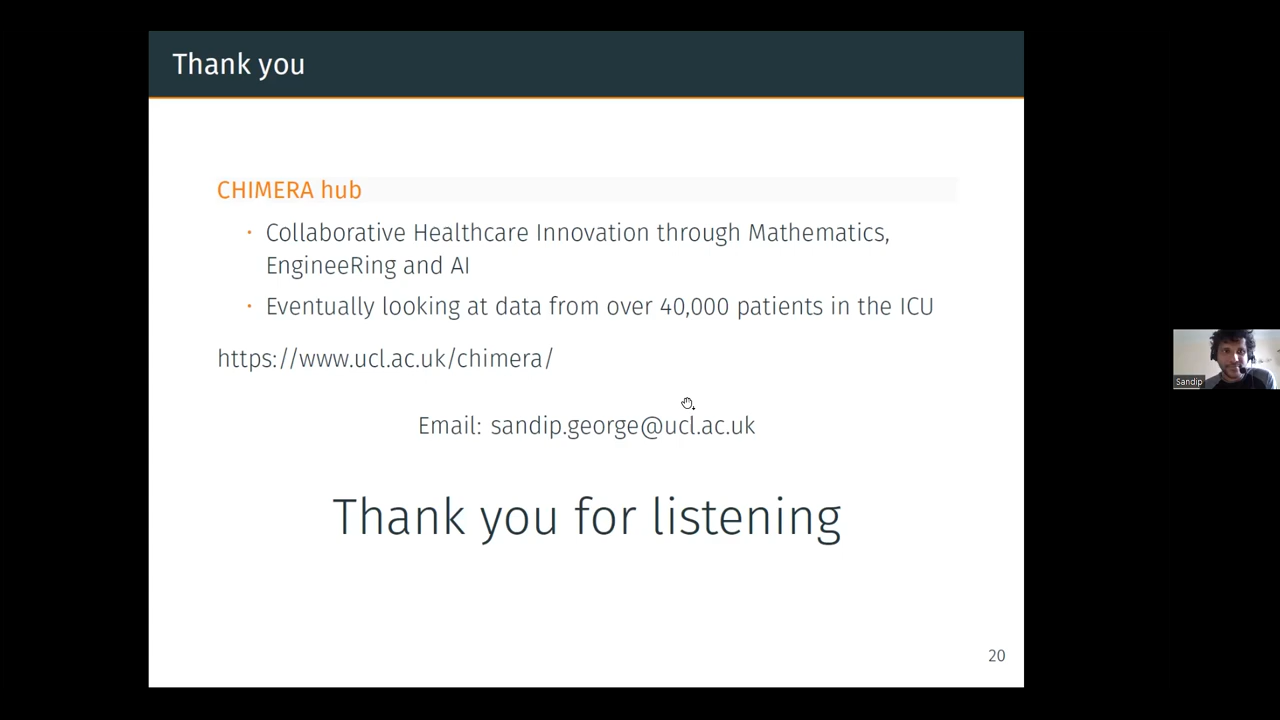 Thank you
CHIMERA hub
· Collaborative Healthcare Innovation through Mathematics,
EngineeRing and AI
· Eventually looking at data from over 40,000 patients in the ICU
https://www.ucl.ac.uk/chimera/
Email: sandip.george@ucl.ac.uk
Thank you for listening
20
Sandip